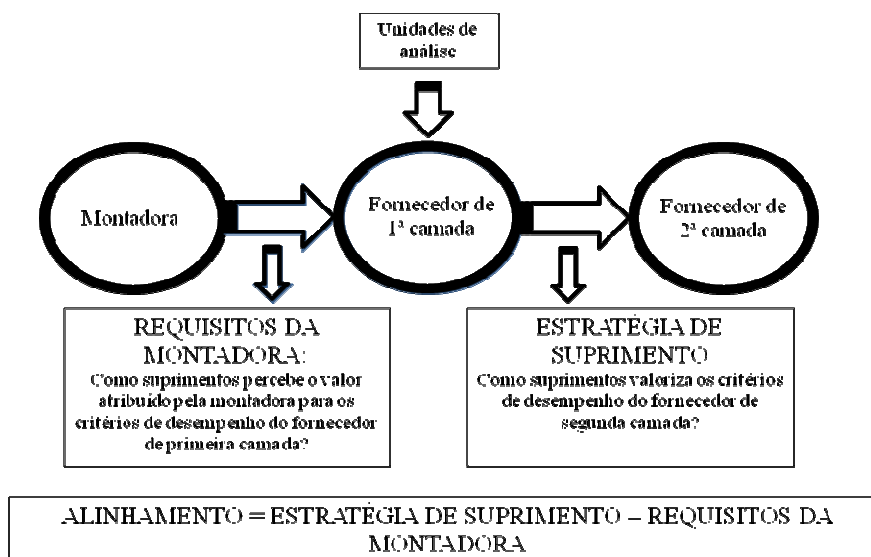 Unidades de
análise
Montadora
Fornecedor de
1ª camada
Fornecedor de
2ª camada
REQUISITOS DA
MONTADORA:
Como suprimentos percebe o valor
atribuído pela montadora para os
critérios de desempenho do fornecedor
de primeira camada?
ESTRATÉGIA DE
SUPRIMENTO
Como suprimentos valoriza os critérios
de desempenho do fornecedor de
segunda camada?
ALINHAMENTO = ESTRATÉGIA DE SUPRIMENTO – REQUISITOS DA
MONTADORA